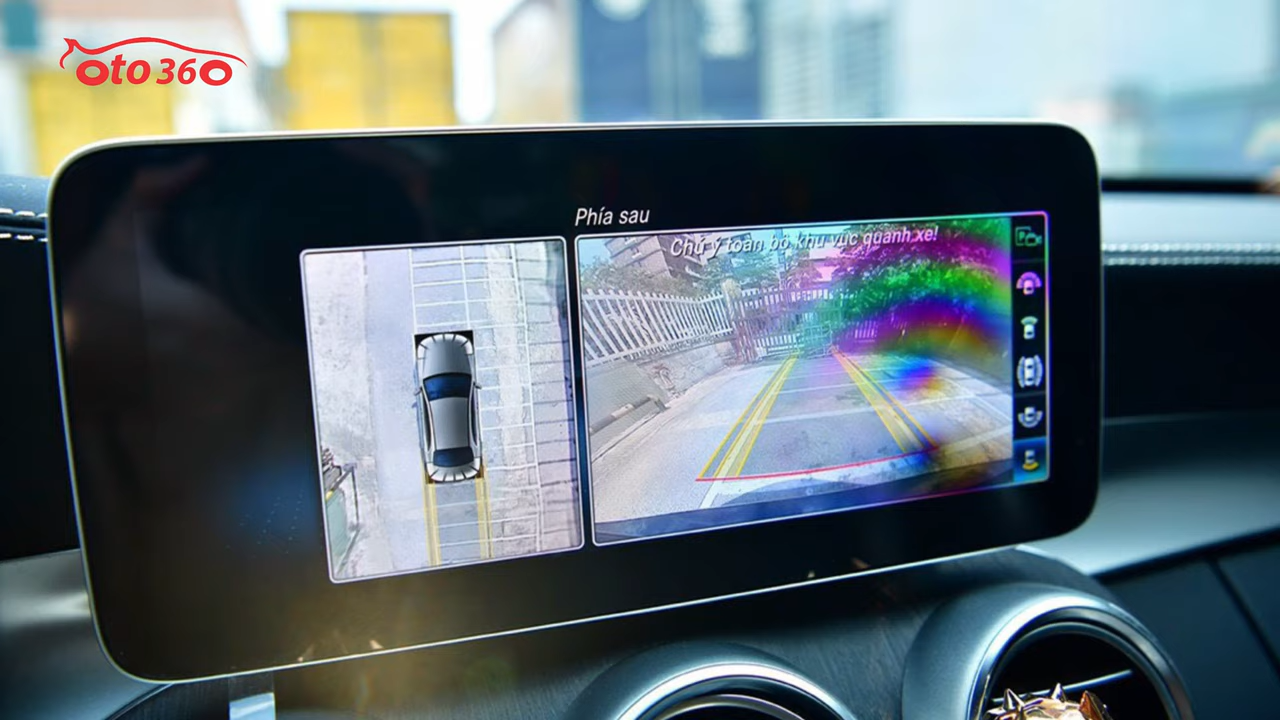 oto360
Phía sau
Chú ý toàn bộ khu vực quanh xe!